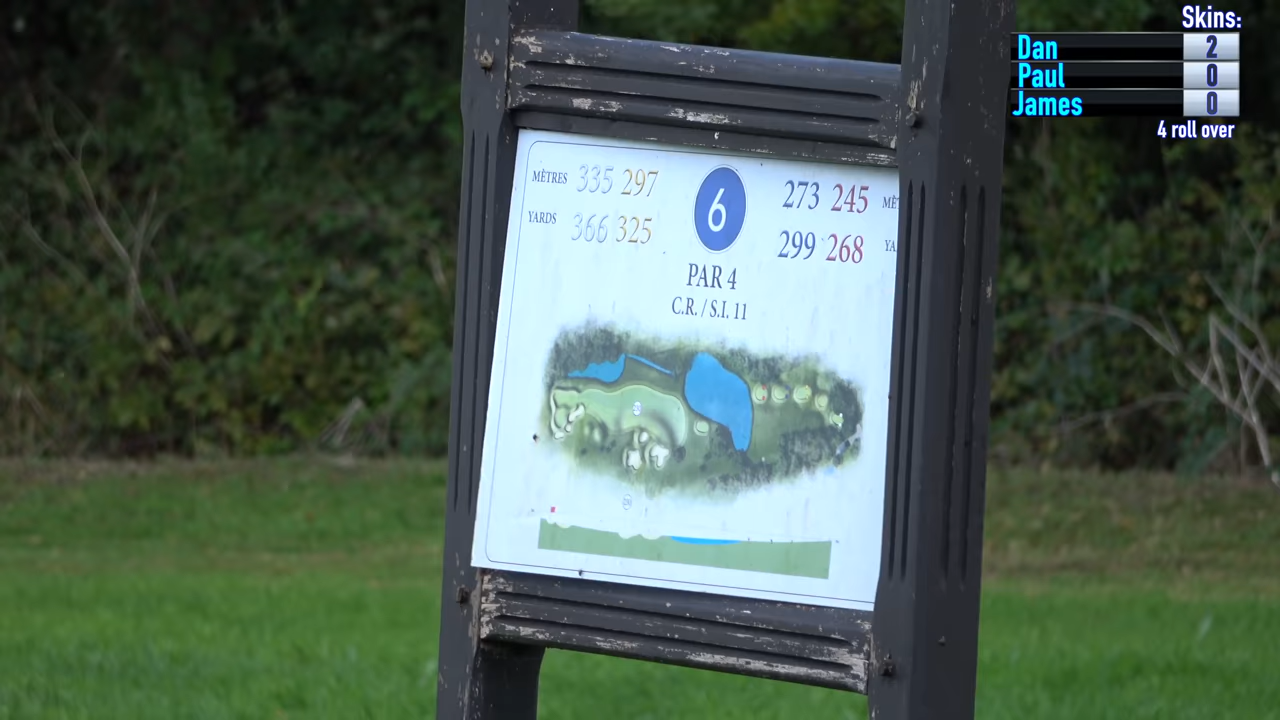 Skins:
Dan 2
Paul 0
James 0
4 roll over
6
MÈTRES 335 297
273 245
YARDS 366 325
299 268
PAR 4
C.R. / S.I. 11